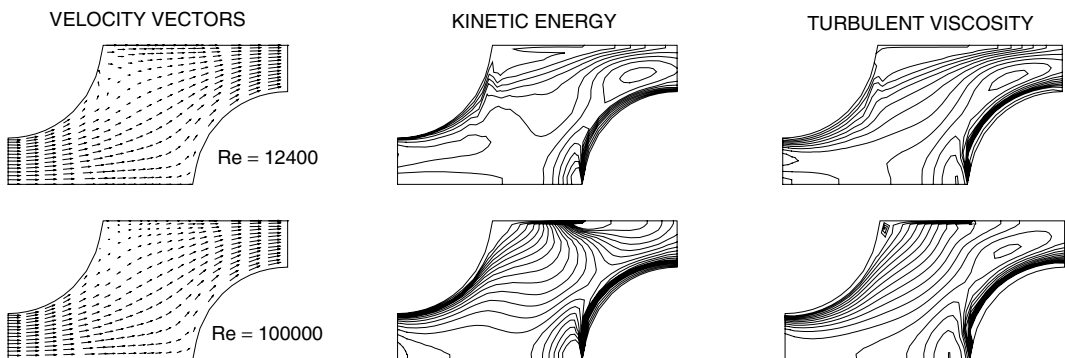 VELOCITY VECTORS
KINETIC ENERGY
TURBULENT VISCOSITY
Re = 12400
Re = 100000